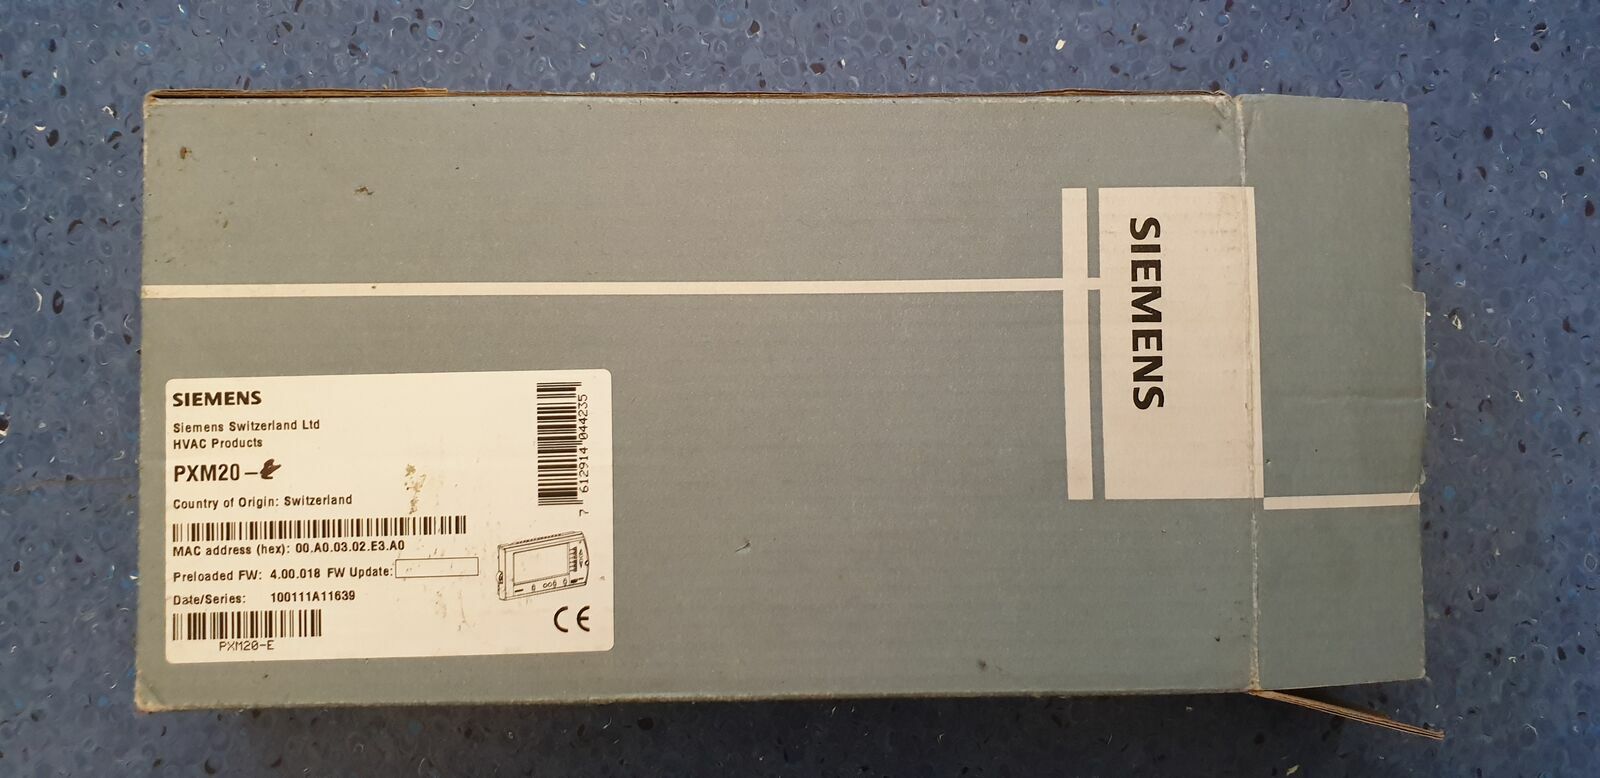 SIEMENS
Siemens Switzerland Ltd
HVAC Products
PXM20-E
Country of Origin: Switzerland
MAC address (hex): 00.A0.03.02.E3.A0
Preloaded FW: 4.00.018 FW Update:
Date/Series: 100111A11639
PXM20-E
7 612914 044235
CE
SIEMENS